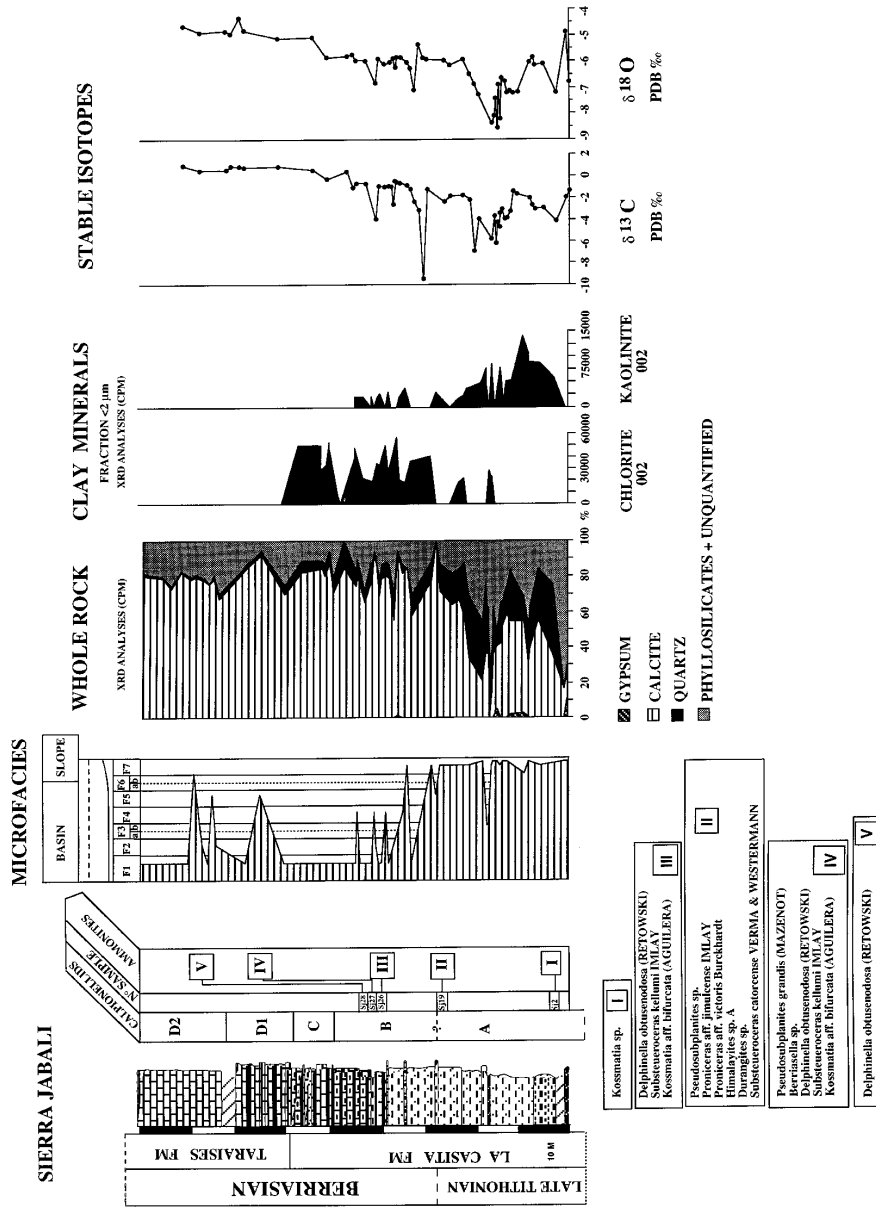 SIERRA JABALI
MICROFACIES
WHOLE ROCK
XRD ANALYSES (CPM)
CLAY MINERALS
FRACTION <2 µm
XRD ANALYSES (CPM)
STABLE ISOTOPES
CALPIONELLIDS
N° SAMPLE
AMMONITES
BASIN
SLOPE
F1
F2
F3
a
b
F4
F5
F6
ab
F7
BERRIASIAN
LATE TITHONIAN
TARAISES FM
LA CASITA FM
10 M
D2
D1
C
B
-?-
A
Sj28
Sj27
Sj26
Sj19
Sj2
V
IV
III
II
I
0 20 40 60 80 100 %
0 30000 60000
CHLORITE
002
75000 15000
KAOLINITE
002
-10 -8 -6 -4 -2 0 2
δ 13 C
PDB ‰
-9 -8 -7 -6 -5 -4
δ 18 O
PDB ‰
GYPSUM
CALCITE
QUARTZ
PHYLLOSILICATES + UNQUANTIFIED
Kossmatia sp.
I
Delphinella obtusenodosa (RETOWSKI)
Substeueroceras kellumi IMLAY
Kossmatia aff. bifurcata (AGUILERA)
III
Pseudosubplanites sp.
Proniceras aff. jimulcense IMLAY
Proniceras aff. victoris Burckhardt
Himalayites sp. A
Durangites sp.
Substeueroceras catorcense VERMA & WESTERMANN
II
Pseudosubplanites grandis (MAZENOT)
Berriasella sp.
Delphinella obtusenodosa (RETOWSKI)
Substeueroceras kellumi IMLAY
Kossmatia aff. bifurcata (AGUILERA)
IV
Delphinella obtusenodosa (RETOWSKI)
V